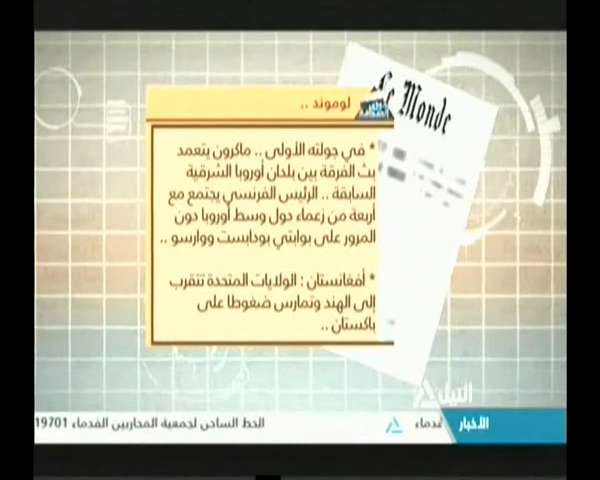 Le Monde
لوموند ..
* في جولته الأولى .. ماكرون يتعمد
بث الفرقة بين بلدان أوروبا الشرقية
السابقة .. الرئيس الفرنسي يجتمع مع
أربعة من زعماء دول وسط أوروبا دون
المرور على بوابتي بودابست ووارسو ..
* أفغانستان : الولايات المتحدة تتقرب
إلى الهند وتمارس ضغوطا على
باكستان ..
النيل
الأخبار
قدماء
الخط الساخن لجمعية المحاربين القدماء 19701